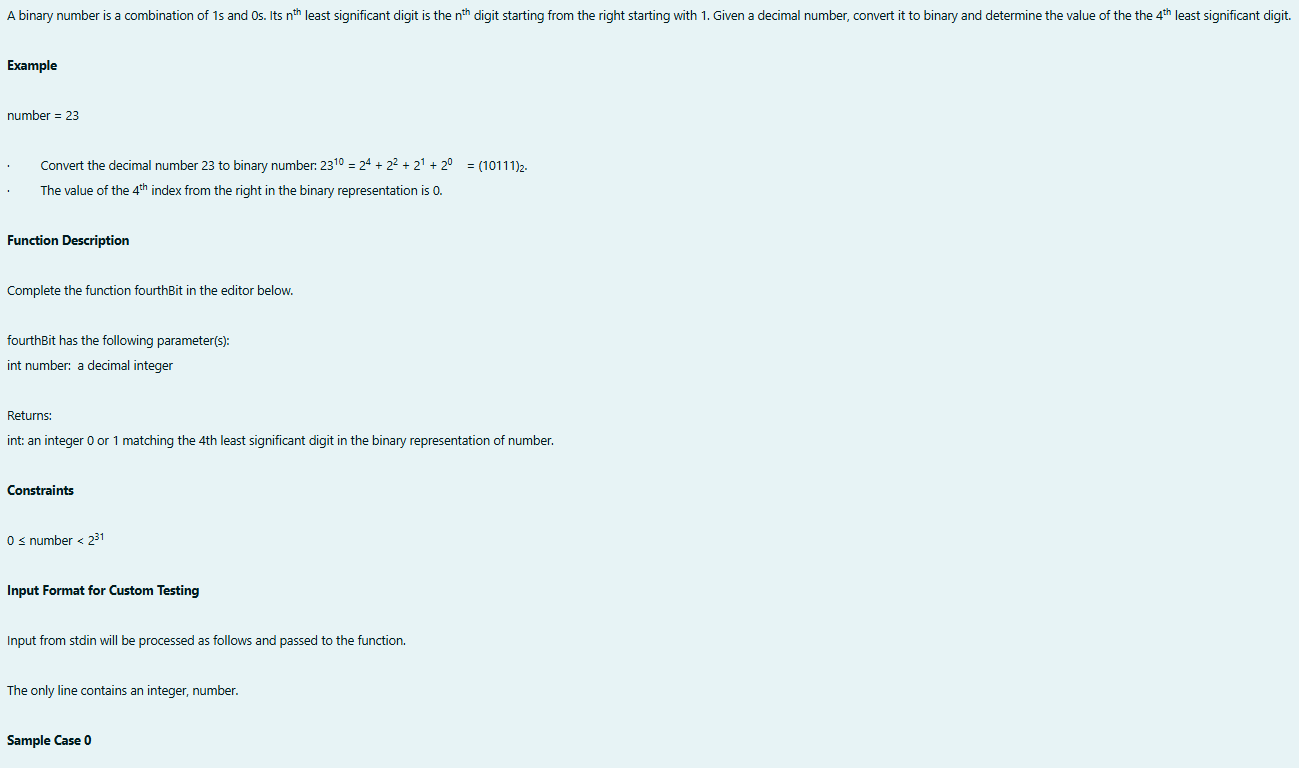 A binary number is a combination of 1s and 0s. Its nth least significant digit is the nth digit starting from the right starting with 1. Given a decimal number, convert it to binary and determine the value of the the 4th least significant digit.
Example
number = 23
· Convert the decimal number 23 to binary number: 23¹⁰ = 2⁴ + 2² + 2¹ + 2⁰ = (10111)₂.
· The value of the 4th index from the right in the binary representation is 0.
Function Description
Complete the function fourthBit in the editor below.
fourthBit has the following parameter(s):
int number: a decimal integer
Returns:
int: an integer 0 or 1 matching the 4th least significant digit in the binary representation of number.
Constraints
0 ≤ number < 2³¹
Input Format for Custom Testing
Input from stdin will be processed as follows and passed to the function.
The only line contains an integer, number.
Sample Case 0